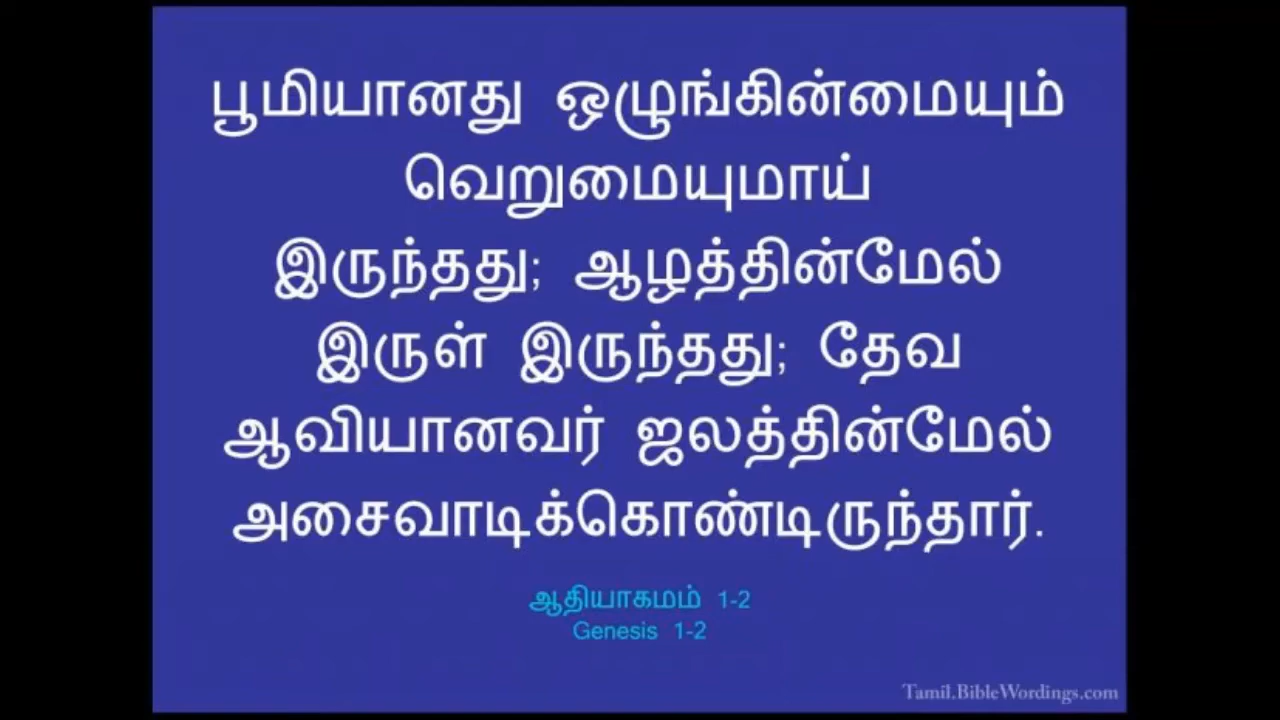 பூமியானது ஒழுங்கின்மையும்
வெறுமையுமாய்
இருந்தது; ஆழத்தின்மேல்
இருள் இருந்தது; தேவ
ஆவியானவர் ஜலத்தின்மேல்
அசைவாடிக்கொண்டிருந்தார்.
ஆதியாகமம் 1-2
Genesis 1-2
Tamil.BibleWordings.com